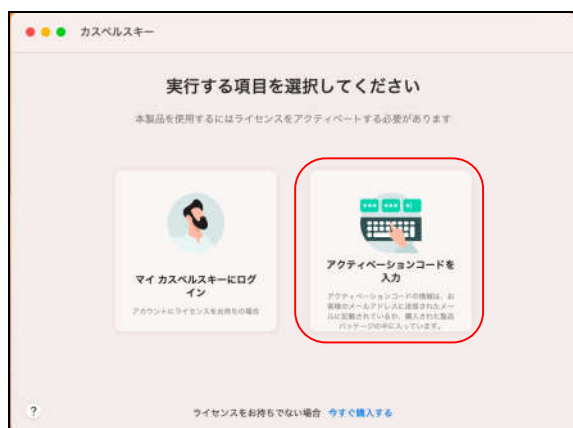 カスペルスキー
実行する項目を選択してください
本製品を使用するにはライセンスをアクティベートする必要があります
マイ カスペルスキーにログ
イン
アカウントにライセンスをお持ちの場合
アクティベーションコードを
入力
アクティベーションコードの情報は、お
客様のメールアドレスに送信されたメー
ルに記載されているか、購入された製品
パッケージの中に入っています。
?
ライセンスをお持ちでない場合 今すぐ購入する